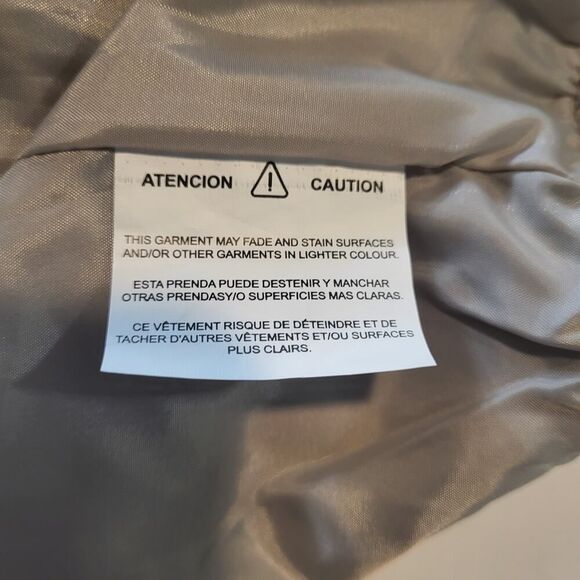 ATENCION ! CAUTION
THIS GARMENT MAY FADE AND STAIN SURFACES
AND/OR OTHER GARMENTS IN LIGHTER COLOUR.
ESTA PRENDA PUEDE DESTENIR Y MANCHAR
OTRAS PRENDASY/O SUPERFICIES MAS CLARAS.
CE VÊTEMENT RISQUE DE DÉTEINDRE ET DE
TACHER D'AUTRES VÊTEMENTS ET/OU SURFACES
PLUS CLAIRS.